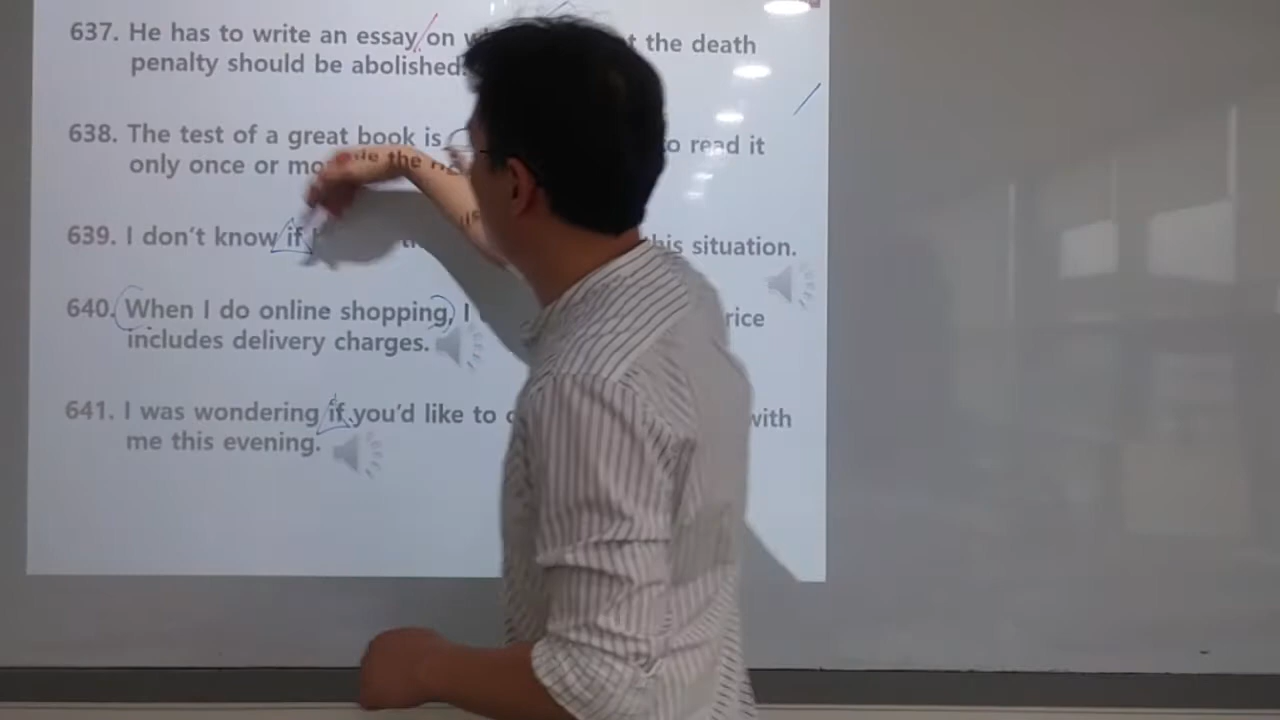 637. He has to write an essay on the death
penalty should be abolished
638. The test of a great book is to read it
only once or more the
639. I don't know if this situation.
640. When I do online shopping, I
includes delivery charges.
641. I was wondering if you'd like to with
me this evening.